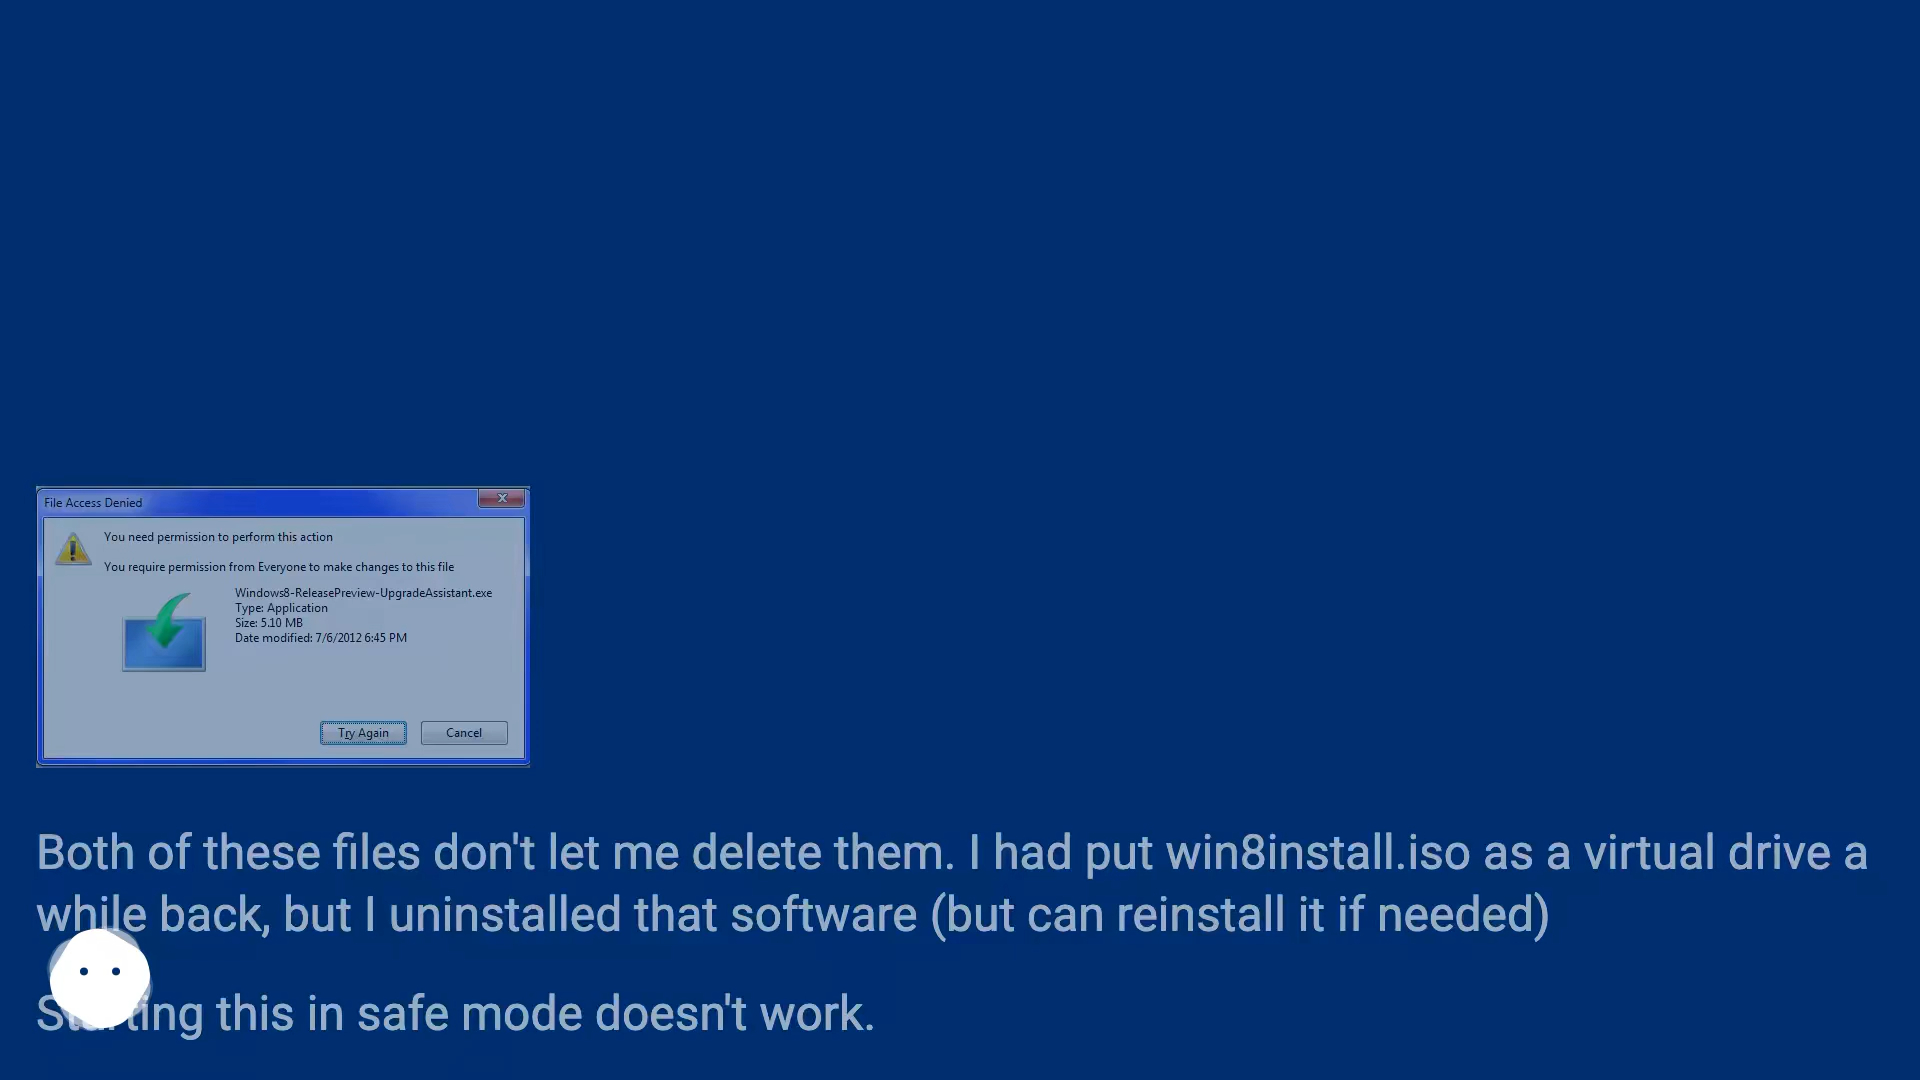 File Access Denied
You need permission to perform this action
You require permission from Everyone to make changes to this file
Windows8-ReleasePreview-UpgradeAssistant.exe
Type: Application
Size: 5.10 MB
Date modified: 7/6/2012 6:45 PM
Try Again
Cancel
Both of these files don't let me delete them. I had put win8install.iso as a virtual drive a
while back, but I uninstalled that software (but can reinstall it if needed)
Starting this in safe mode doesn't work.